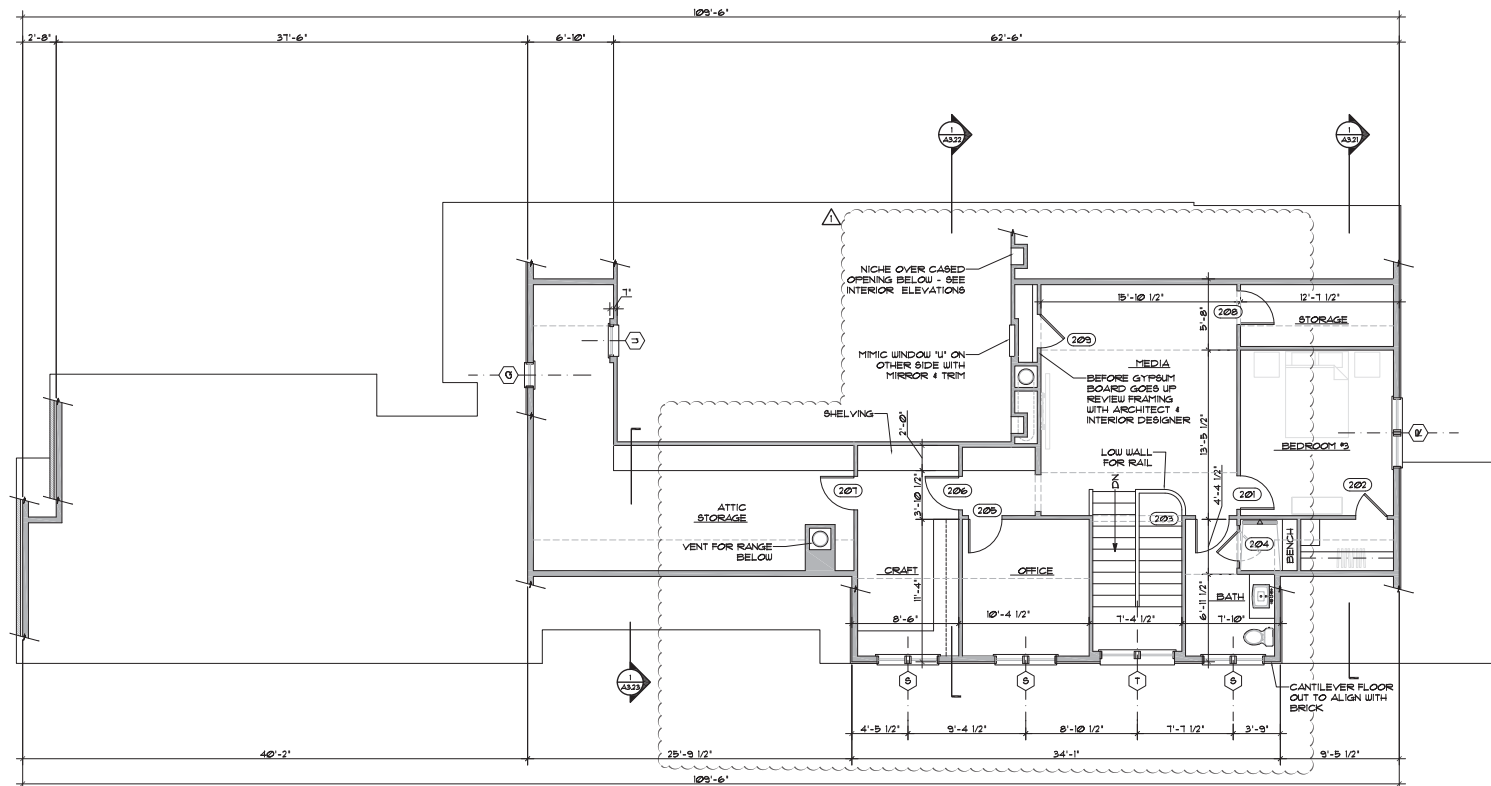 109'-6"
2'-8"
37'-6"
6'-10"
62'-6"
1
A3.22
1
A3.21
1
NICHE OVER CASED
OPENING BELOW - SEE
INTERIOR ELEVATIONS
7"
15'-10 1/2"
12'-7 1/2"
208
5'-8"
STORAGE
U
209
MIMIC WINDOW "U" ON
OTHER SIDE WITH
MIRROR & TRIM
MEDIA
Q
BEFORE GYPSUM
BOARD GOES UP
REVIEW FRAMING
WITH ARCHITECT &
INTERIOR DESIGNER
SHELVING
2'-0"
R
13'-5 1/2"
BEDROOM #3
LOW WALL
FOR RAIL
DN
4'-4 1/2"
207
206
201
202
3'-10 1/2"
205
203
ATTIC
STORAGE
VENT FOR RANGE
BELOW
204
BENCH
CRAFT
OFFICE
11'-4"
6'-11 1/2"
BATH
8'-6"
10'-4 1/2"
7'-4 1/2"
7'-10"
1
A3.23
S
S
T
S
CANTILEVER FLOOR
OUT TO ALIGN WITH
BRICK
4'-5 1/2"
9'-4 1/2"
8'-10 1/2"
7'-7 1/2"
3'-9"
40'-2"
25'-9 1/2"
34'-1"
9'-5 1/2"
109'-6"